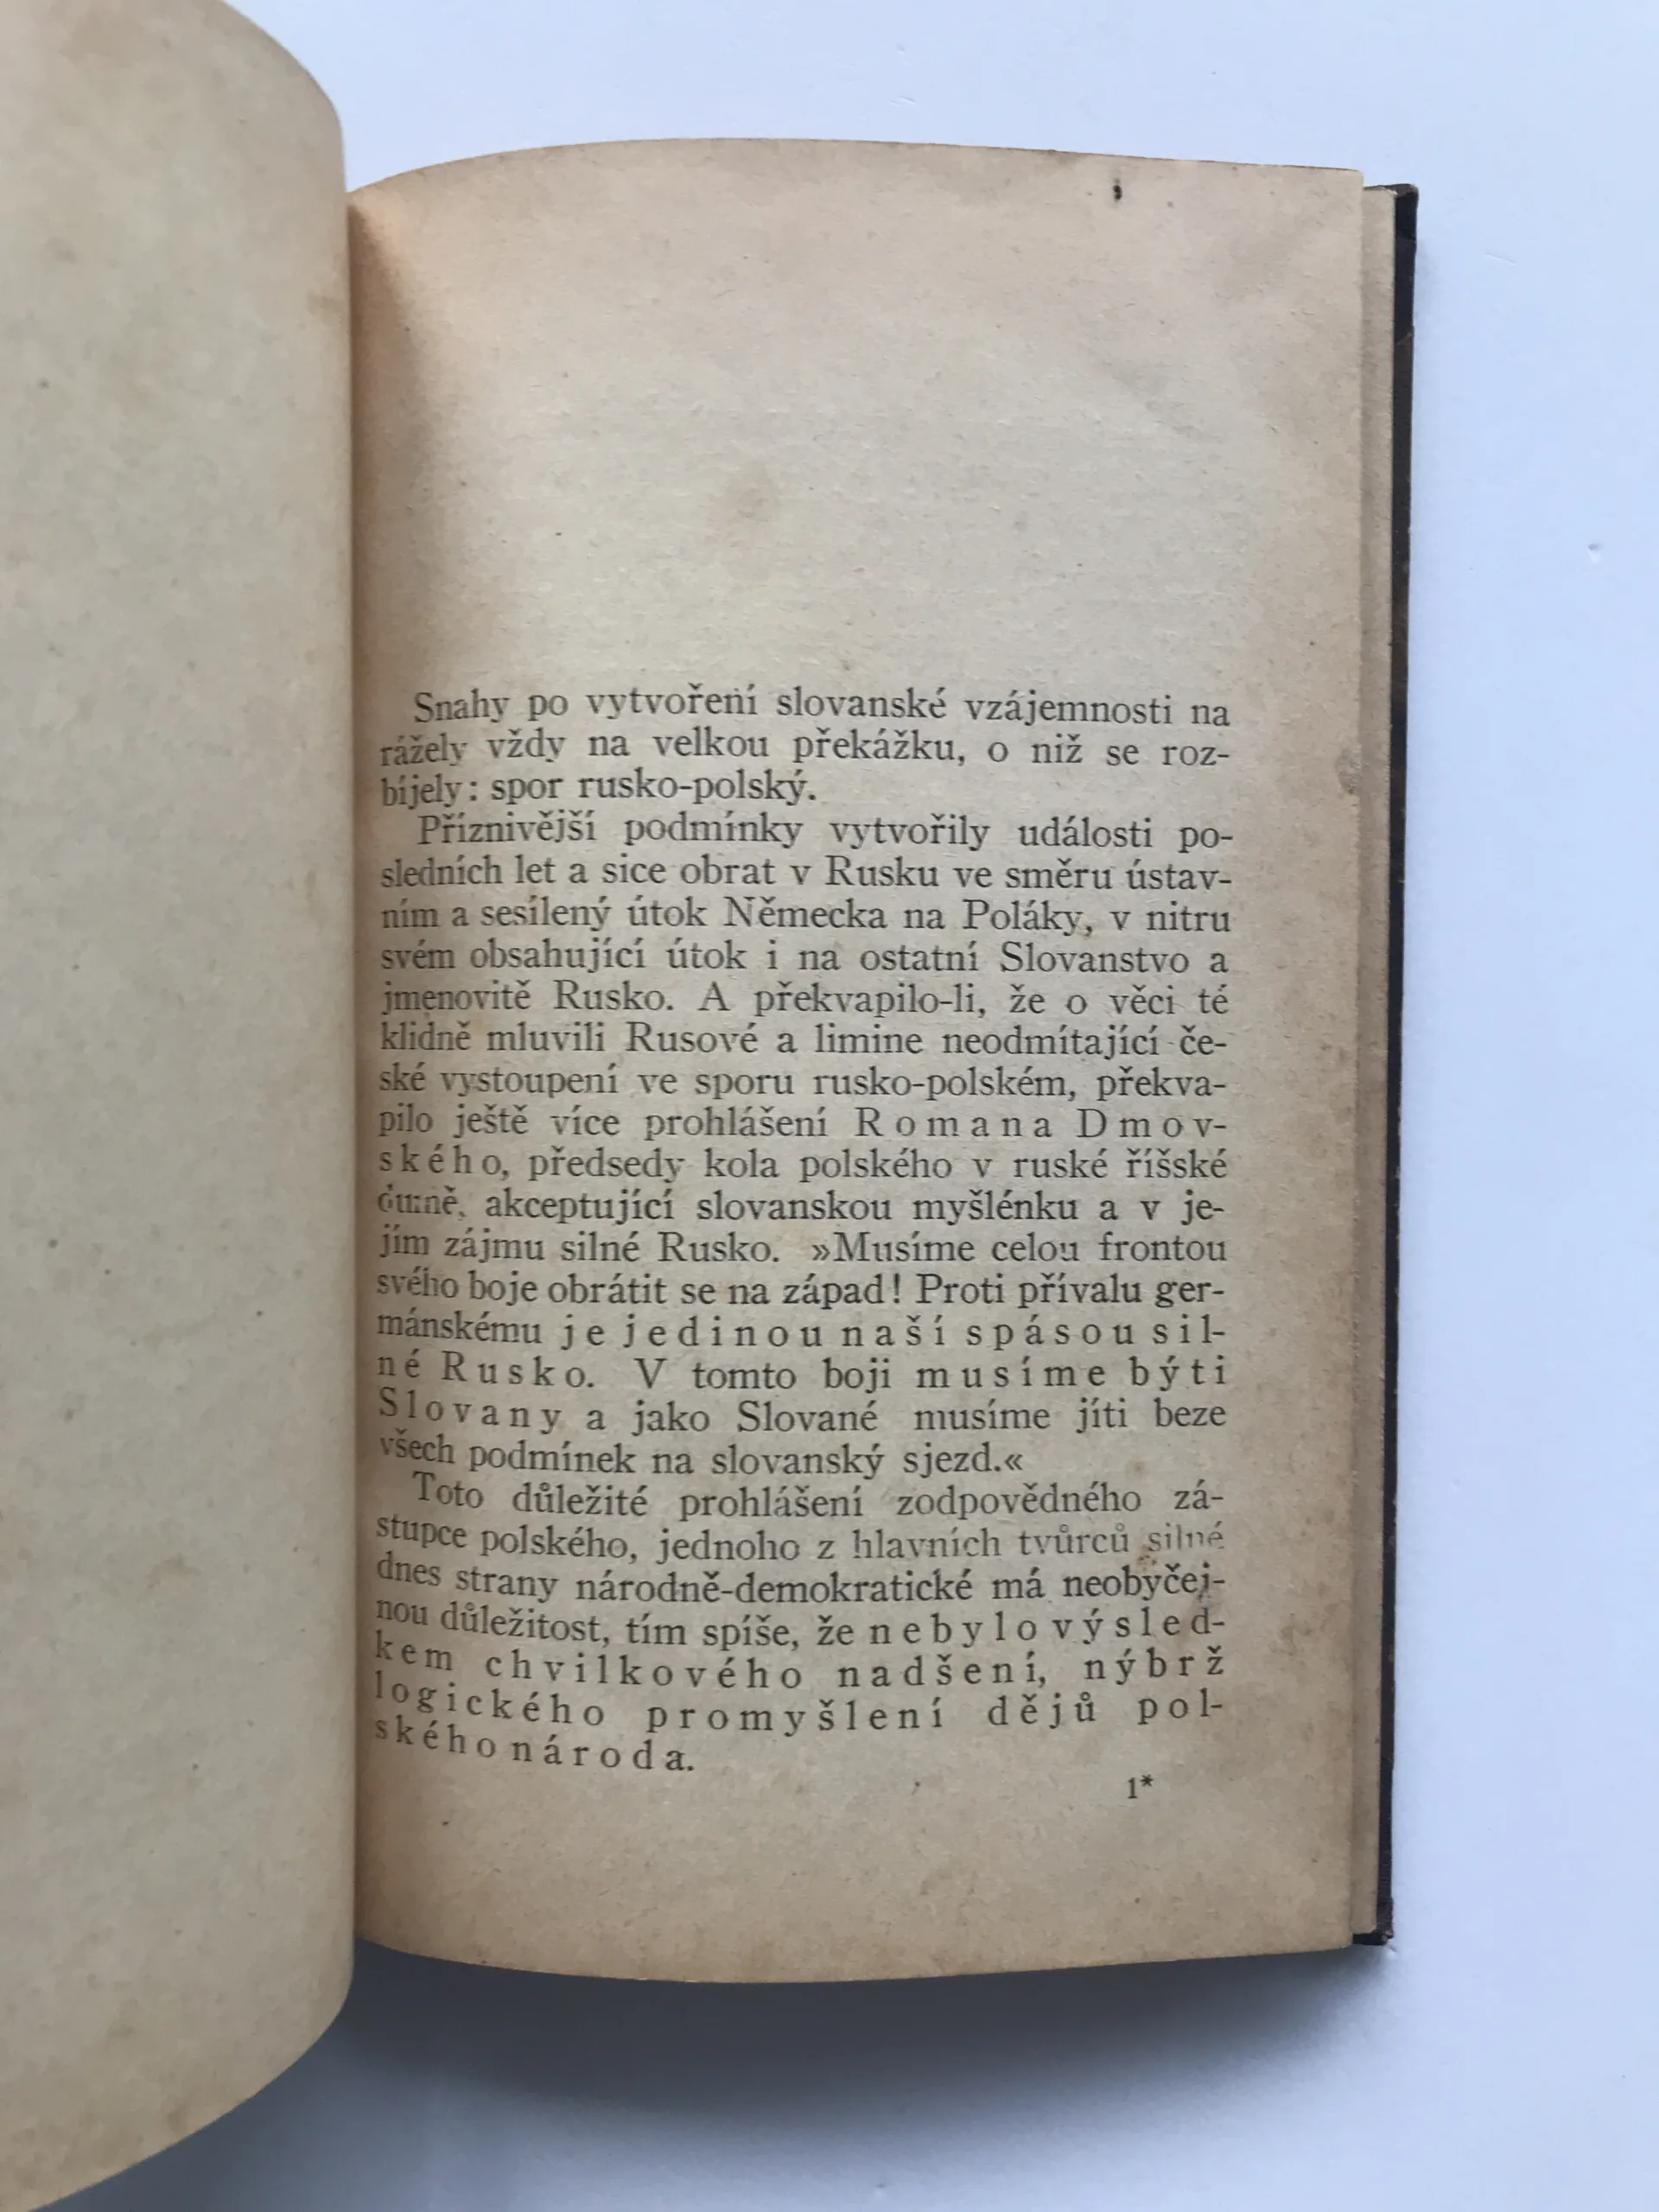 Snahy po vytvoření slovanské vzájemnosti na
rážely vždy na velkou překážku, o niž se roz-
bíjely: spor rusko-polský.
Příznivější podmínky vytvořily události po-
sledních let a sice obrat v Rusku ve směru ústav-
ním a sesílený útok Německa na Poláky, v nitru
svém obsahující útok i na ostatní Slovanstvo a
jmenovitě Rusko. A překvapilo-li, že o věci té
klidně mluvili Rusové a limine neodmítající če-
ské vystoupení ve sporu rusko-polském, překva-
pilo ještě více prohlášení Romana Dmov-
ského, předsedy kola polského v ruské říšské
dumě, akceptující slovanskou myšlénku a v je-
jím zájmu silné Rusko. »Musíme celou frontou
svého boje obrátit se na západ! Proti přívalu ger-
mánskému je jedinou naší spásou sil-
né Rusko. V tomto boji musíme býti
Slovany a jako Slované musíme jíti beze
všech podmínek na slovanský sjezd.«
Toto důležité prohlášení zodpovědného zá-
stupce polského, jednoho z hlavních tvůrců silné
dnes strany národně-demokratické má neobyčej-
nou důležitost, tím spíše, že nebylo výsled-
kem chvilkového nadšení, nýbrž
logického promyšlení dějů pol-
ského národa.
1*